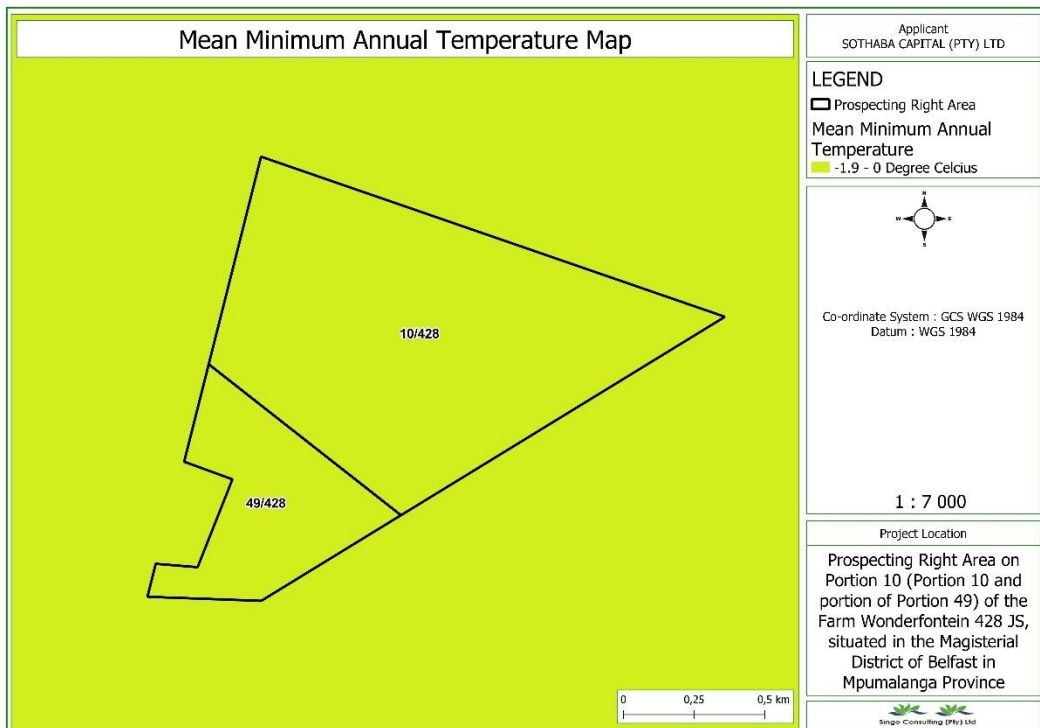 Mean Minimum Annual Temperature Map
10/428
49/428
0 0,25 0,5 km
Applicant
SOTHABA CAPITAL (PTY) LTD
LEGEND
Prospecting Right Area
Mean Minimum Annual
Temperature
-1.9 - 0 Degree Celcius
N
W E
S
Co-ordinate System : GCS WGS 1984
Datum : WGS 1984
1 : 7 000
Project Location
Prospecting Right Area on
Portion 10 (Portion 10 and
portion of Portion 49) of the
Farm Wonderfontein 428 JS,
situated in the Magisterial
District of Belfast in
Mpumalanga Province
Singo Consulting (Pty) Ltd